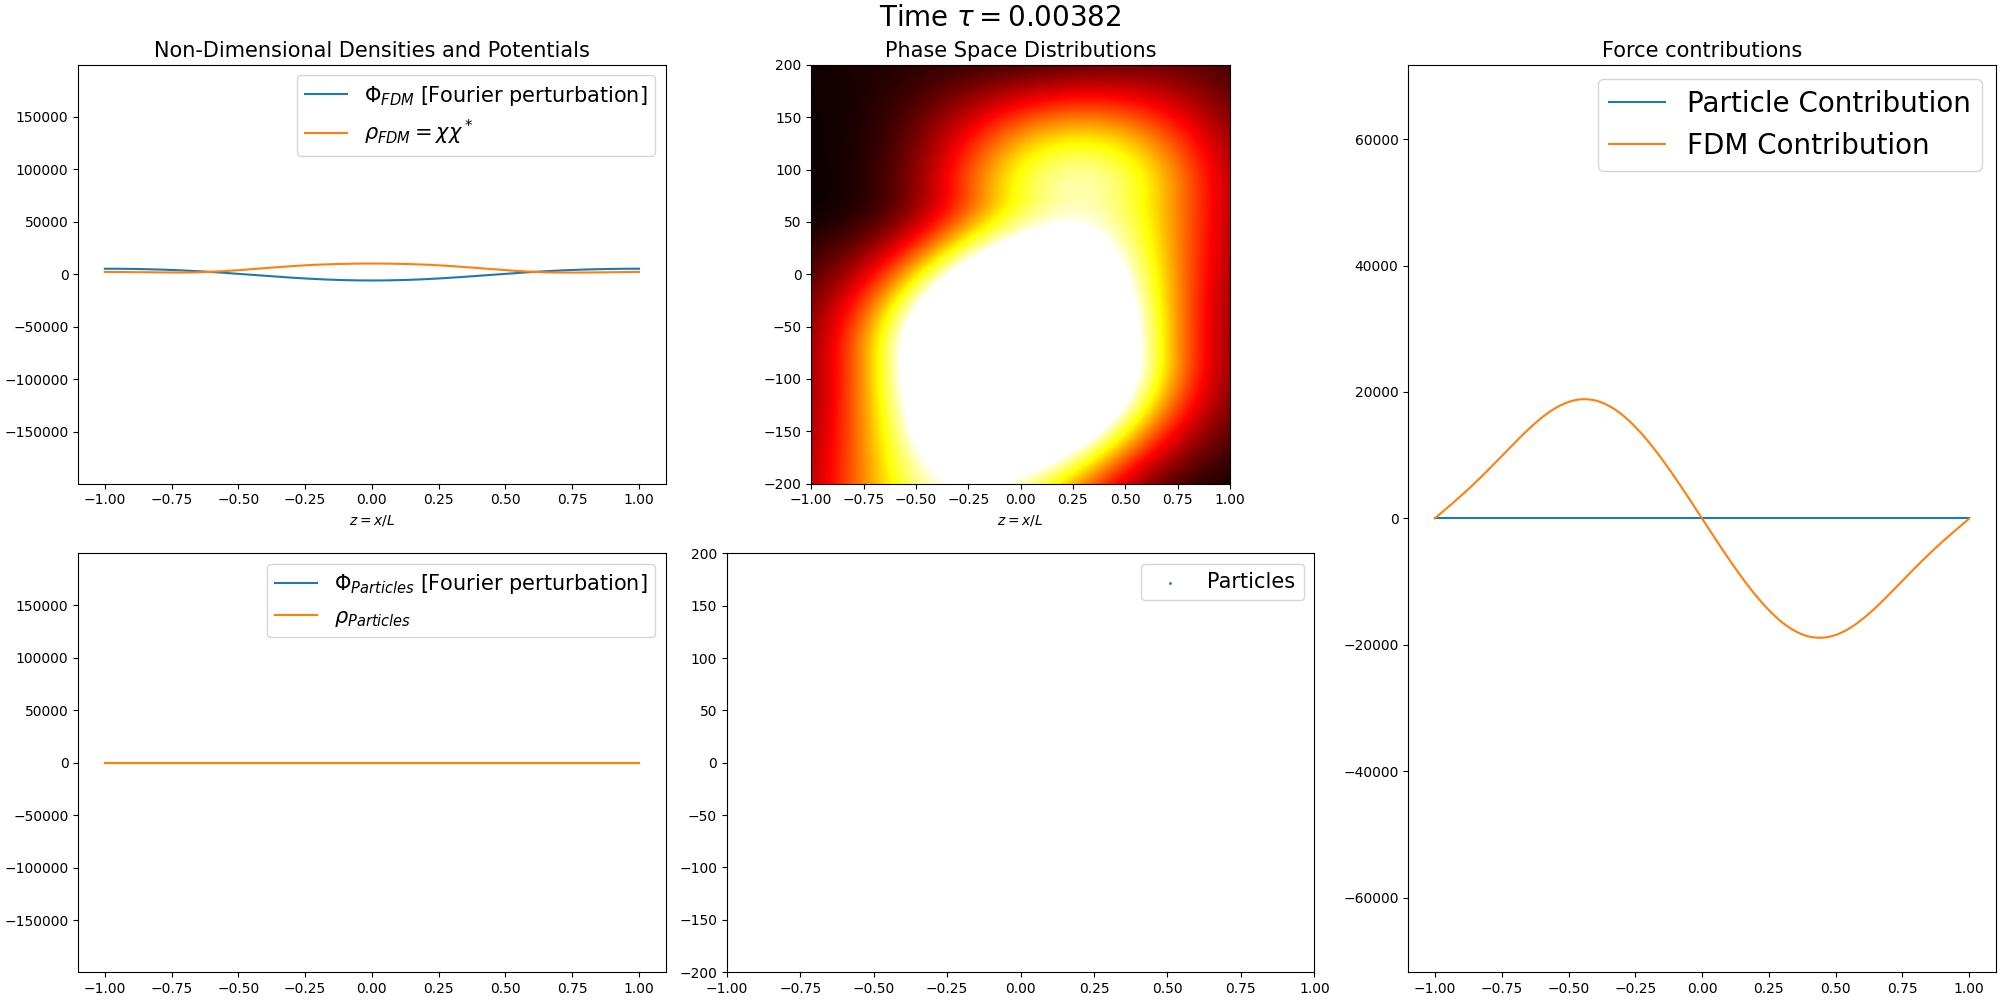 Time τ = 0.00382
Non-Dimensional Densities and Potentials
Φ_FDM [Fourier perturbation]
ρ_FDM = χχ*
150000
100000
50000
0
−50000
−100000
−150000
−1.00 −0.75 −0.50 −0.25 0.00 0.25 0.50 0.75 1.00
z = x/L
Phase Space Distributions
200
150
100
50
0
−50
−100
−150
−200
−1.00 −0.75 −0.50 −0.25 0.00 0.25 0.50 0.75 1.00
z = x/L
Force contributions
Particle Contribution
FDM Contribution
60000
40000
20000
0
−20000
−40000
−60000
−1.00 −0.75 −0.50 −0.25 0.00 0.25 0.50 0.75 1.00
Φ_Particles [Fourier perturbation]
ρ_Particles
150000
100000
50000
0
−50000
−100000
−150000
−1.00 −0.75 −0.50 −0.25 0.00 0.25 0.50 0.75 1.00
Particles
200
150
100
50
0
−50
−100
−150
−200
−1.00 −0.75 −0.50 −0.25 0.00 0.25 0.50 0.75 1.00